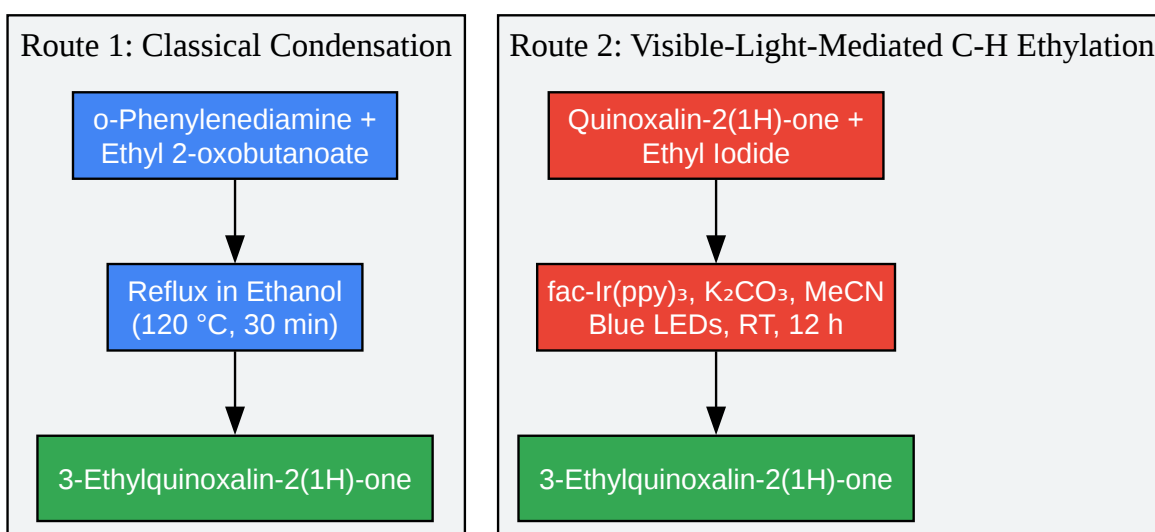 Route 1: Classical Condensation
o-Phenylenediamine +
Ethyl 2-oxobutanoate
Reflux in Ethanol
(120 °C, 30 min)
3-Ethylquinoxalin-2(1H)-one
Route 2: Visible-Light-Mediated C-H Ethylation
Quinoxalin-2(1H)-one +
Ethyl Iodide
fac-Ir(ppy)₃, K₂CO₃, MeCN
Blue LEDs, RT, 12 h
3-Ethylquinoxalin-2(1H)-one